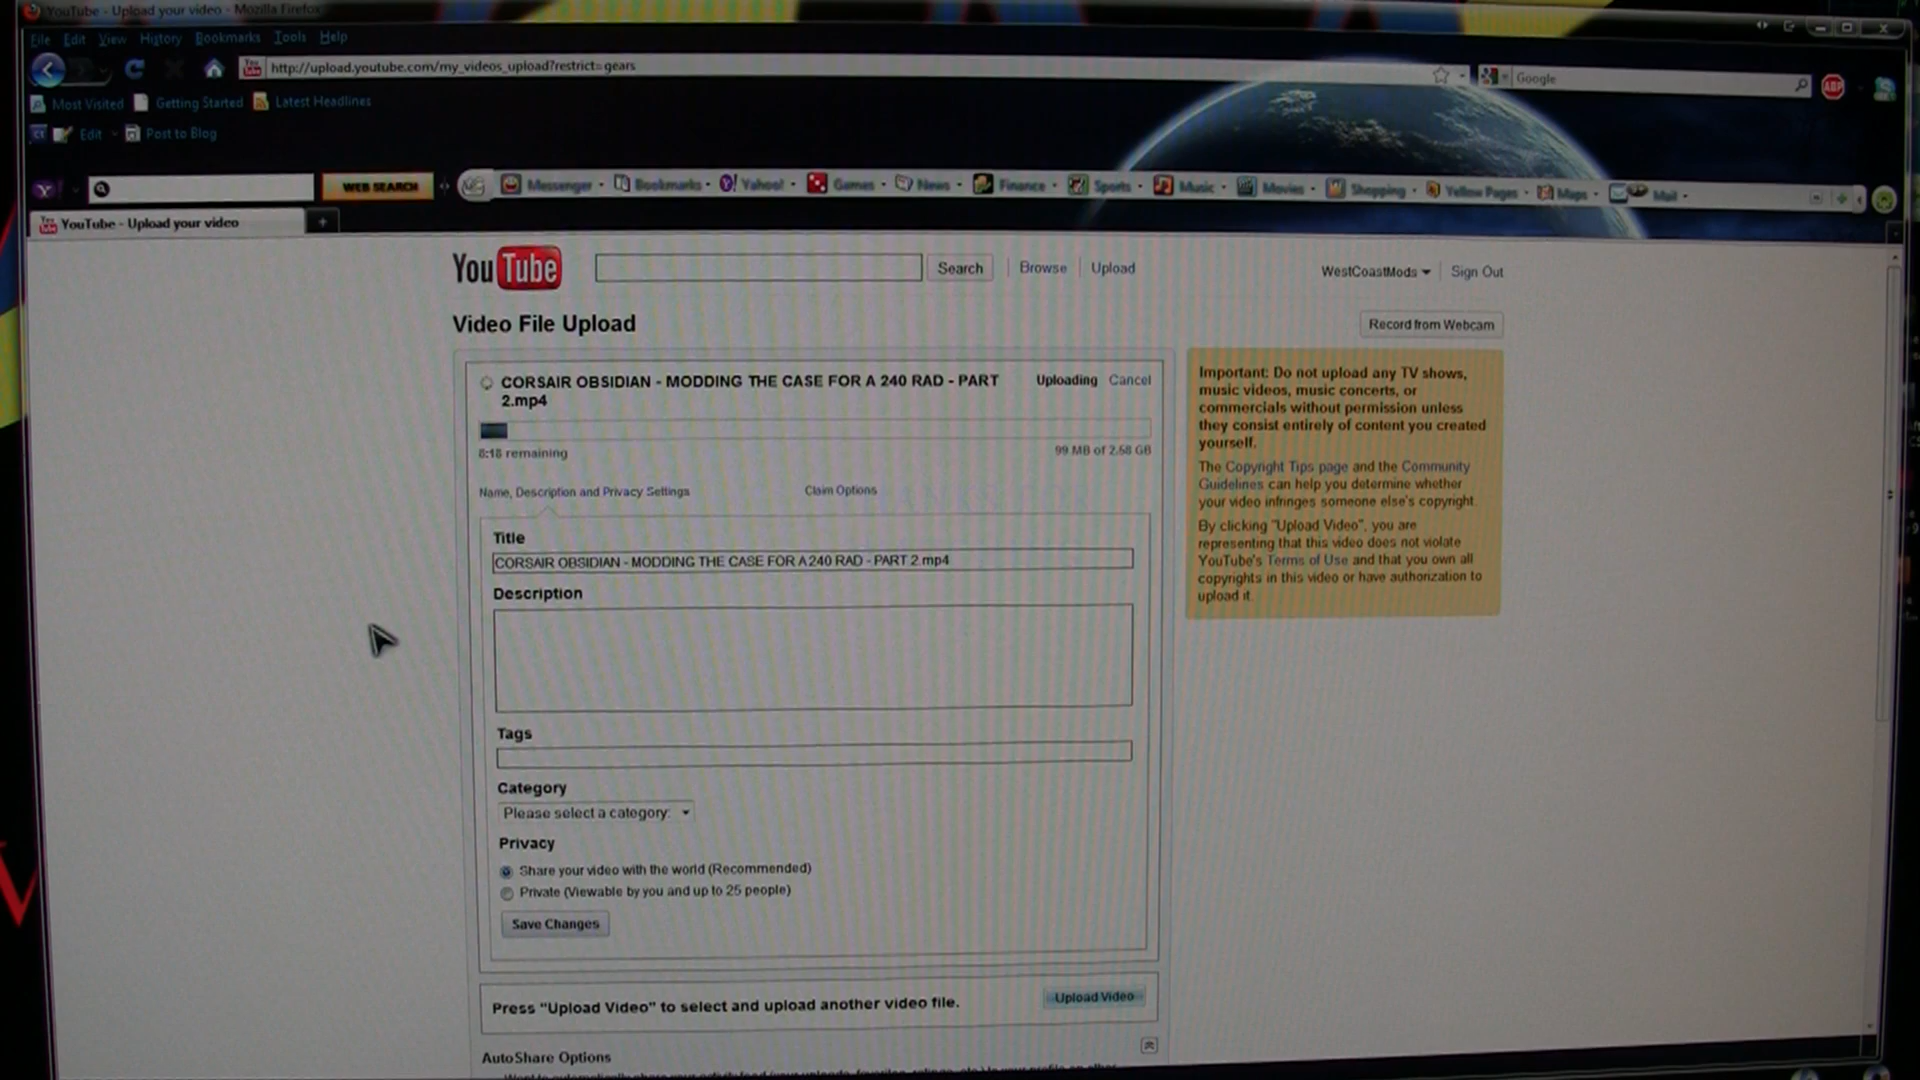 YouTube - Upload your video - Mozilla Firefox
File Edit View History Bookmarks Tools Help
http://upload.youtube.com/my_videos_upload?restrict=gears
Google
ABP
Most Visited Getting Started Latest Headlines
Edit Post to Blog
WEB SEARCH
Messenger Bookmarks Yahoo! Games News Finance Sports Music Movies Shopping Yellow Pages Maps Mail
YouTube - Upload your video
You Tube
Search Browse Upload
WestCoastMods Sign Out
Video File Upload
Record from Webcam
CORSAIR OBSIDIAN - MODDING THE CASE FOR A 240 RAD - PART
2.mp4
Uploading Cancel
8:18 remaining
99 MB of 2.58 GB
Name, Description and Privacy Settings
Claim Options
Title
CORSAIR OBSIDIAN - MODDING THE CASE FOR A 240 RAD - PART 2.mp4
Description
Tags
Category
Please select a category:
Privacy
Share your video with the world (Recommended)
Private (Viewable by you and up to 25 people)
Save Changes
Press "Upload Video" to select and upload another video file.
Upload Video
AutoShare Options
Important: Do not upload any TV shows,
music videos, music concerts, or
commercials without permission unless
they consist entirely of content you created
yourself.
The Copyright Tips page and the Community
Guidelines can help you determine whether
your video infringes someone else's copyright.
By clicking "Upload Video", you are
representing that this video does not violate
YouTube's Terms of Use and that you own all
copyrights in this video or have authorization to
upload it.